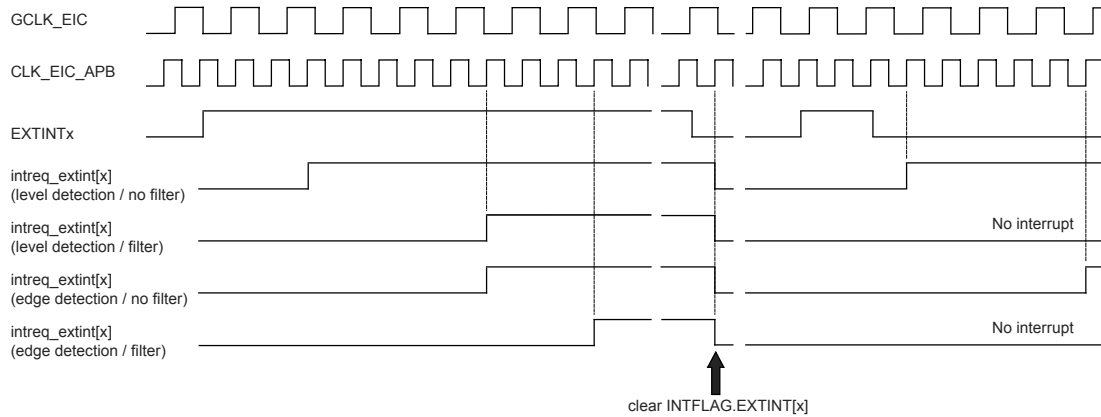 GCLK_EIC
CLK_EIC_APB
EXTINTx
intreq_extint[x]
(level detection / no filter)
intreq_extint[x]
(level detection / filter)
No interrupt
intreq_extint[x]
(edge detection / no filter)
intreq_extint[x]
(edge detection / filter)
No interrupt
clear INTFLAG.EXTINT[x]